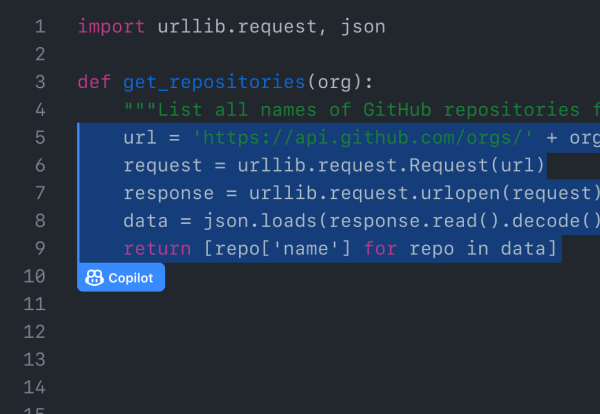 1 import urllib.request, json
2
3 def get_repositories(org):
4 """List all names of GitHub repositories f
5 url = 'https://api.github.com/orgs/' + org
6 request = urllib.request.Request(url)
7 response = urllib.request.urlopen(request)
8 data = json.loads(response.read().decode()
9 return [repo['name'] for repo in data]
10 Copilot
11
12
13
14
15